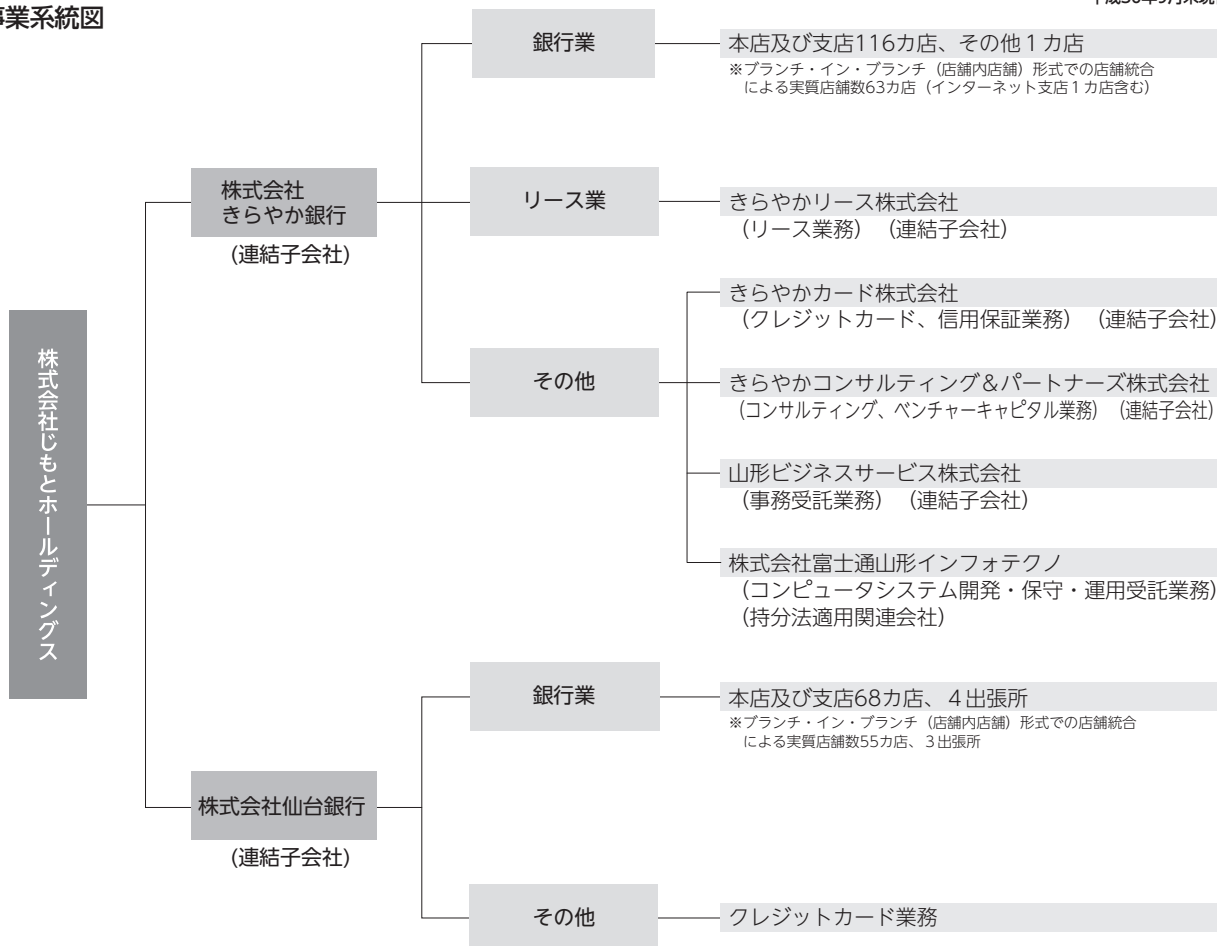 事業系統図
銀行業
本店及び支店116カ店、その他１カ店
※ブランチ・イン・ブランチ（店舗内店舗）形式での店舗統合
による実質店舗数63カ店（インターネット支店１カ店含む）
株式会社
きらやか銀行
(連結子会社)
リース業
きらやかリース株式会社
（リース業務）（連結子会社）
きらやかカード株式会社
（クレジットカード、信用保証業務）（連結子会社）
その他
きらやかコンサルティング＆パートナーズ株式会社
（コンサルティング、ベンチャーキャピタル業務）（連結子会社）
山形ビジネスサービス株式会社
（事務受託業務）（連結子会社）
株式会社富士通山形インフォテクノ
（コンピュータシステム開発・保守・運用受託業務）
（持分法適用関連会社）
株式会社じもとホールディングス
銀行業
本店及び支店68カ店、４出張所
※ブランチ・イン・ブランチ（店舗内店舗）形式での店舗統合
による実質店舗数55カ店、３出張所
株式会社仙台銀行
(連結子会社)
その他
クレジットカード業務